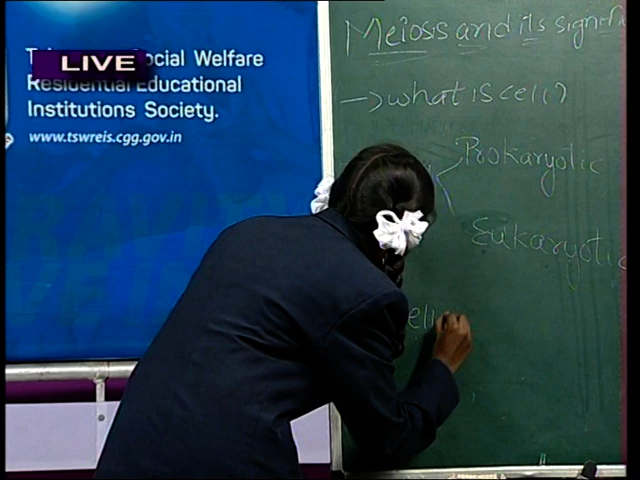 LIVE
Social Welfare
Residential Educational
Institutions Society.
www.tswreis.cgg.gov.in
Meiosis and its
→ what is cell?
Prokaryotic
Eukaryotic